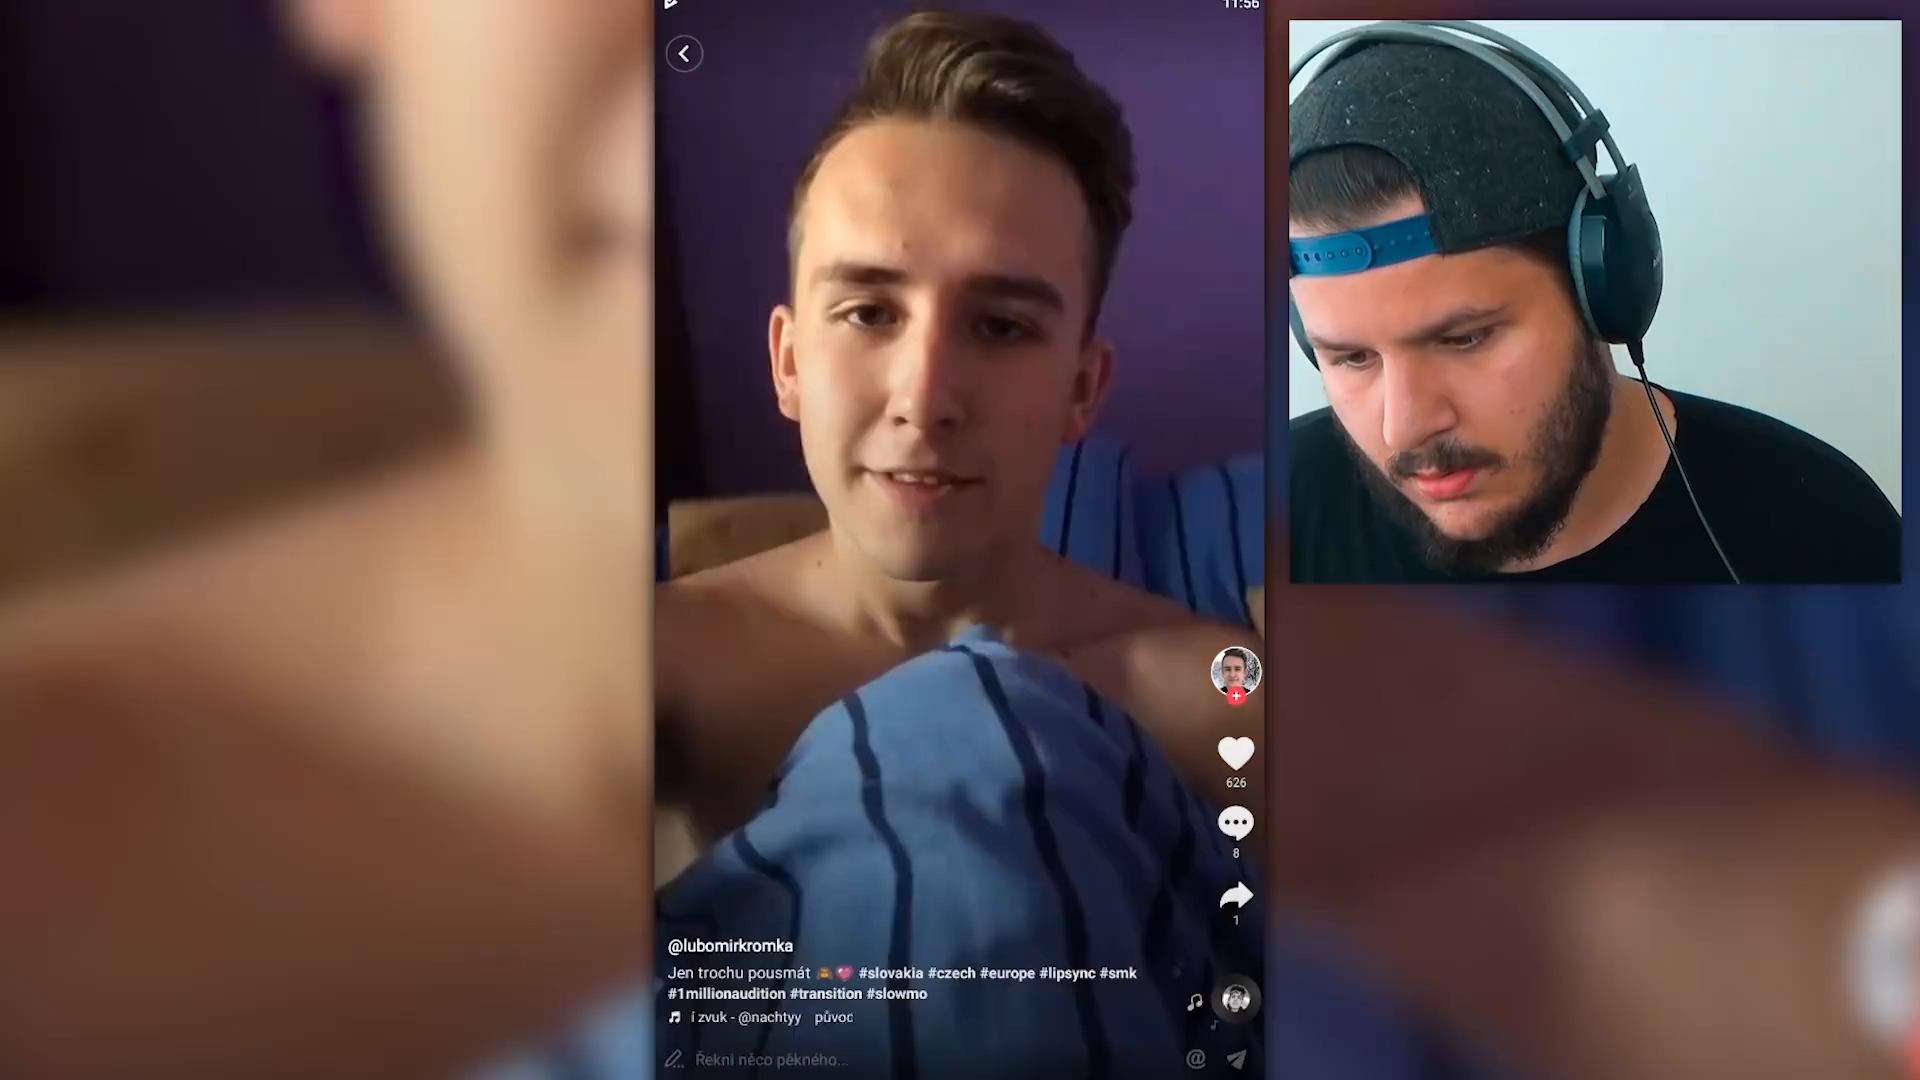 11:56
626
8
1
@lubomirkromka
Jen trochu pousmát 🙈💖 #slovakia #czech #europe #lipsync #smk
#1millionaudition #transition #slowmo
í zvuk - @nachtyy původ
Řekni něco pěkného...